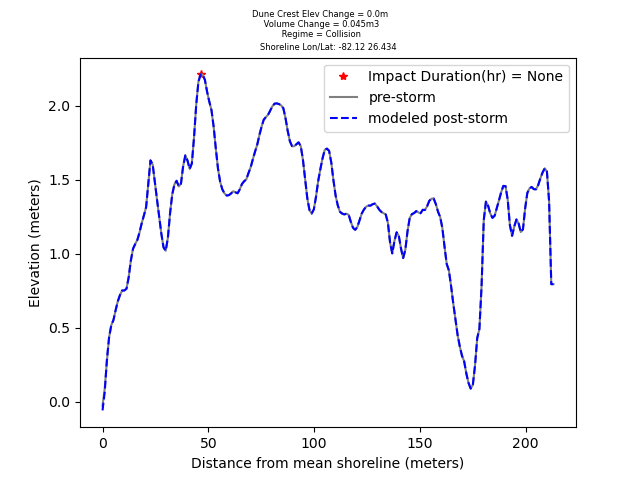 Dune Crest Elev Change = 0.0m
Volume Change = 0.045m3
Regime = Collision
Shoreline Lon/Lat: -82.12 26.434
Impact Duration(hr) = None
pre-storm
modeled post-storm
Elevation (meters)
2.0
1.5
1.0
0.5
0.0
0 50 100 150 200
Distance from mean shoreline (meters)